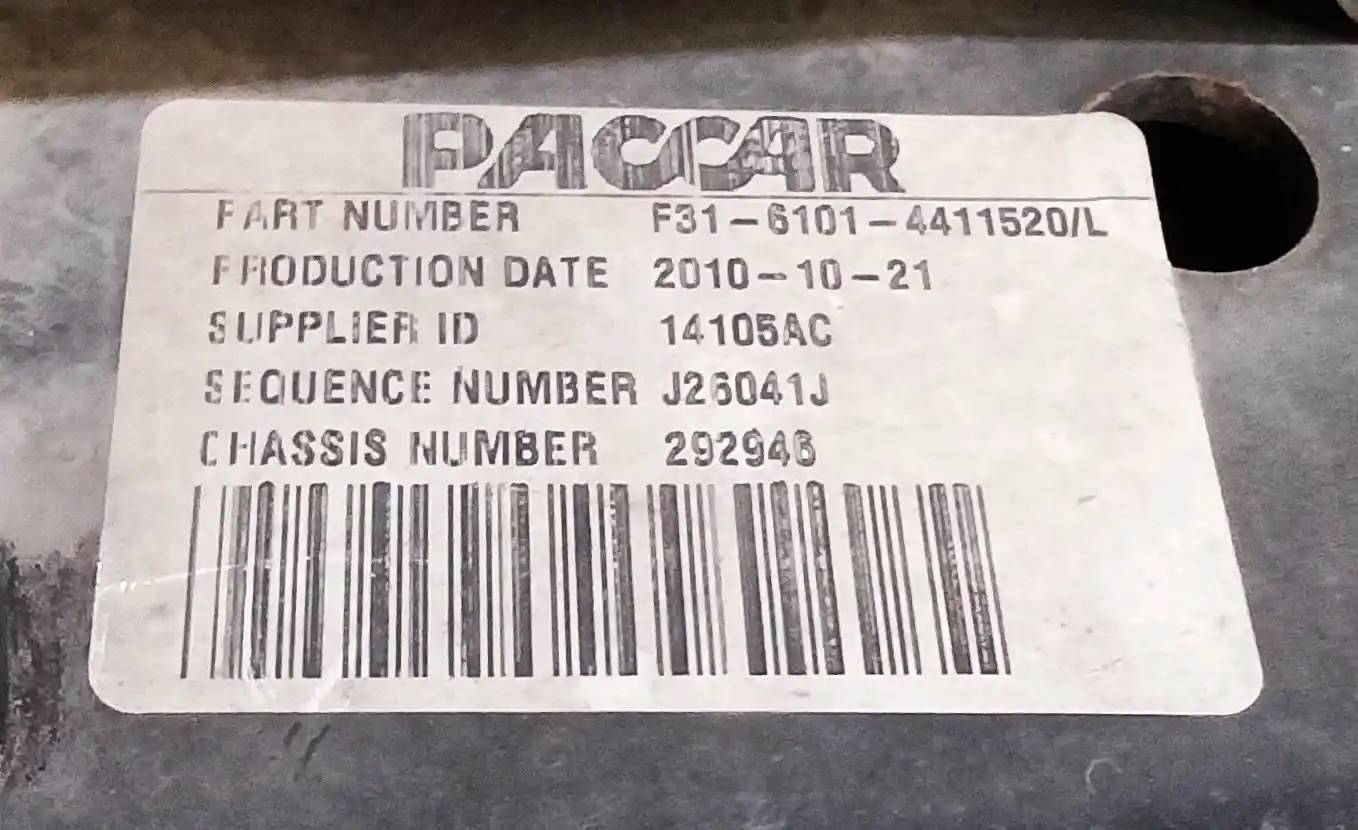 PACCAR
PART NUMBER F31-6101-4411520/L
PRODUCTION DATE 2010-10-21
SUPPLIER ID 14105AC
SEQUENCE NUMBER J26041J
CHASSIS NUMBER 292946